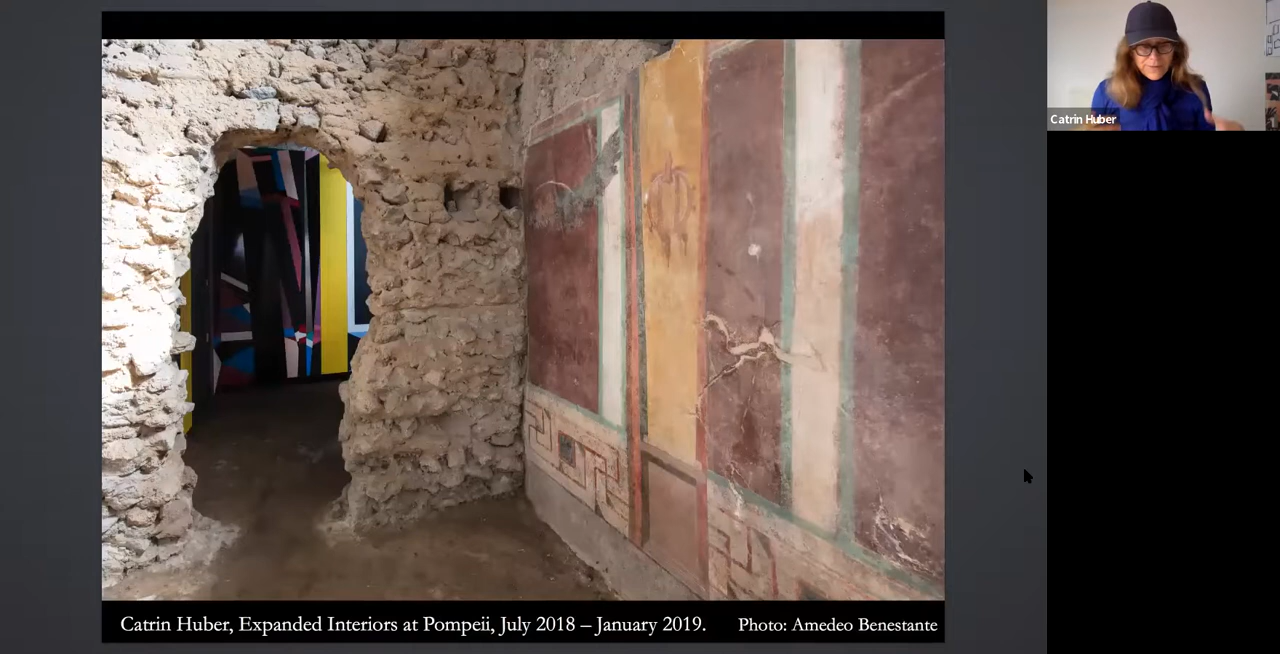 Catrin Huber
Catrin Huber, Expanded Interiors at Pompeii, July 2018 – January 2019. Photo: Amedeo Benestante